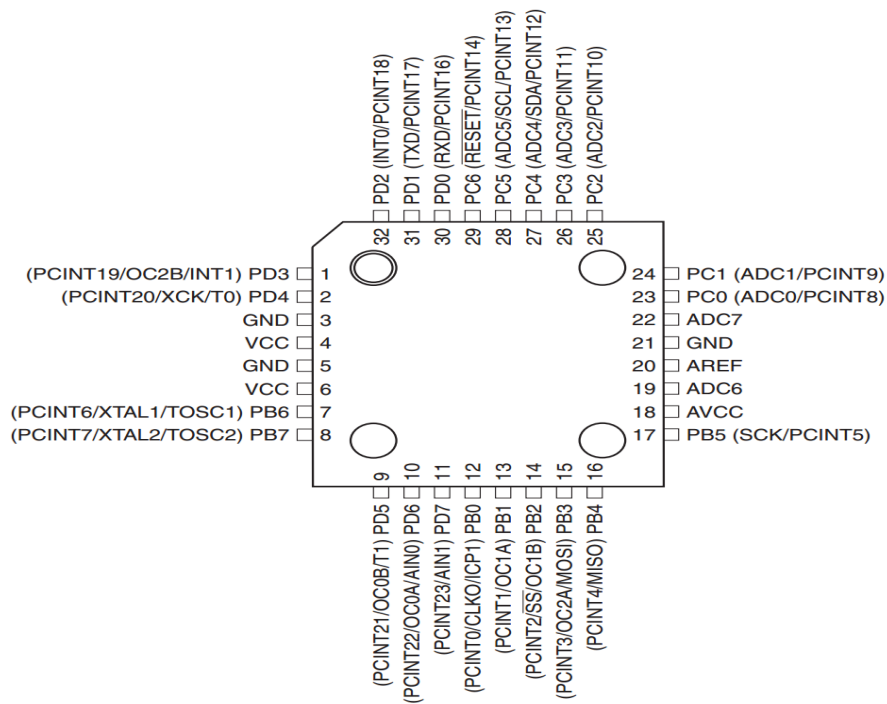 32 PD2 (INT0/PCINT18)
31 PD1 (TXD/PCINT17)
30 PD0 (RXD/PCINT16)
29 PC6 (RESET/PCINT14)
28 PC5 (ADC5/SCL/PCINT13)
27 PC4 (ADC4/SDA/PCINT12)
26 PC3 (ADC3/PCINT11)
25 PC2 (ADC2/PCINT10)
(PCINT19/OC2B/INT1) PD3 1
(PCINT20/XCK/T0) PD4 2
GND 3
VCC 4
GND 5
VCC 6
(PCINT6/XTAL1/TOSC1) PB6 7
(PCINT7/XTAL2/TOSC2) PB7 8
24 PC1 (ADC1/PCINT9)
23 PC0 (ADC0/PCINT8)
22 ADC7
21 GND
20 AREF
19 ADC6
18 AVCC
17 PB5 (SCK/PCINT5)
(PCINT21/OC0B/T1) PD5 9
(PCINT22/OC0A/AIN0) PD6 10
(PCINT23/AIN1) PD7 11
(PCINT0/CLKO/ICP1) PB0 12
(PCINT1/OC1A) PB1 13
(PCINT2/SS/OC1B) PB2 14
(PCINT3/OC2A/MOSI) PB3 15
(PCINT4/MISO) PB4 16